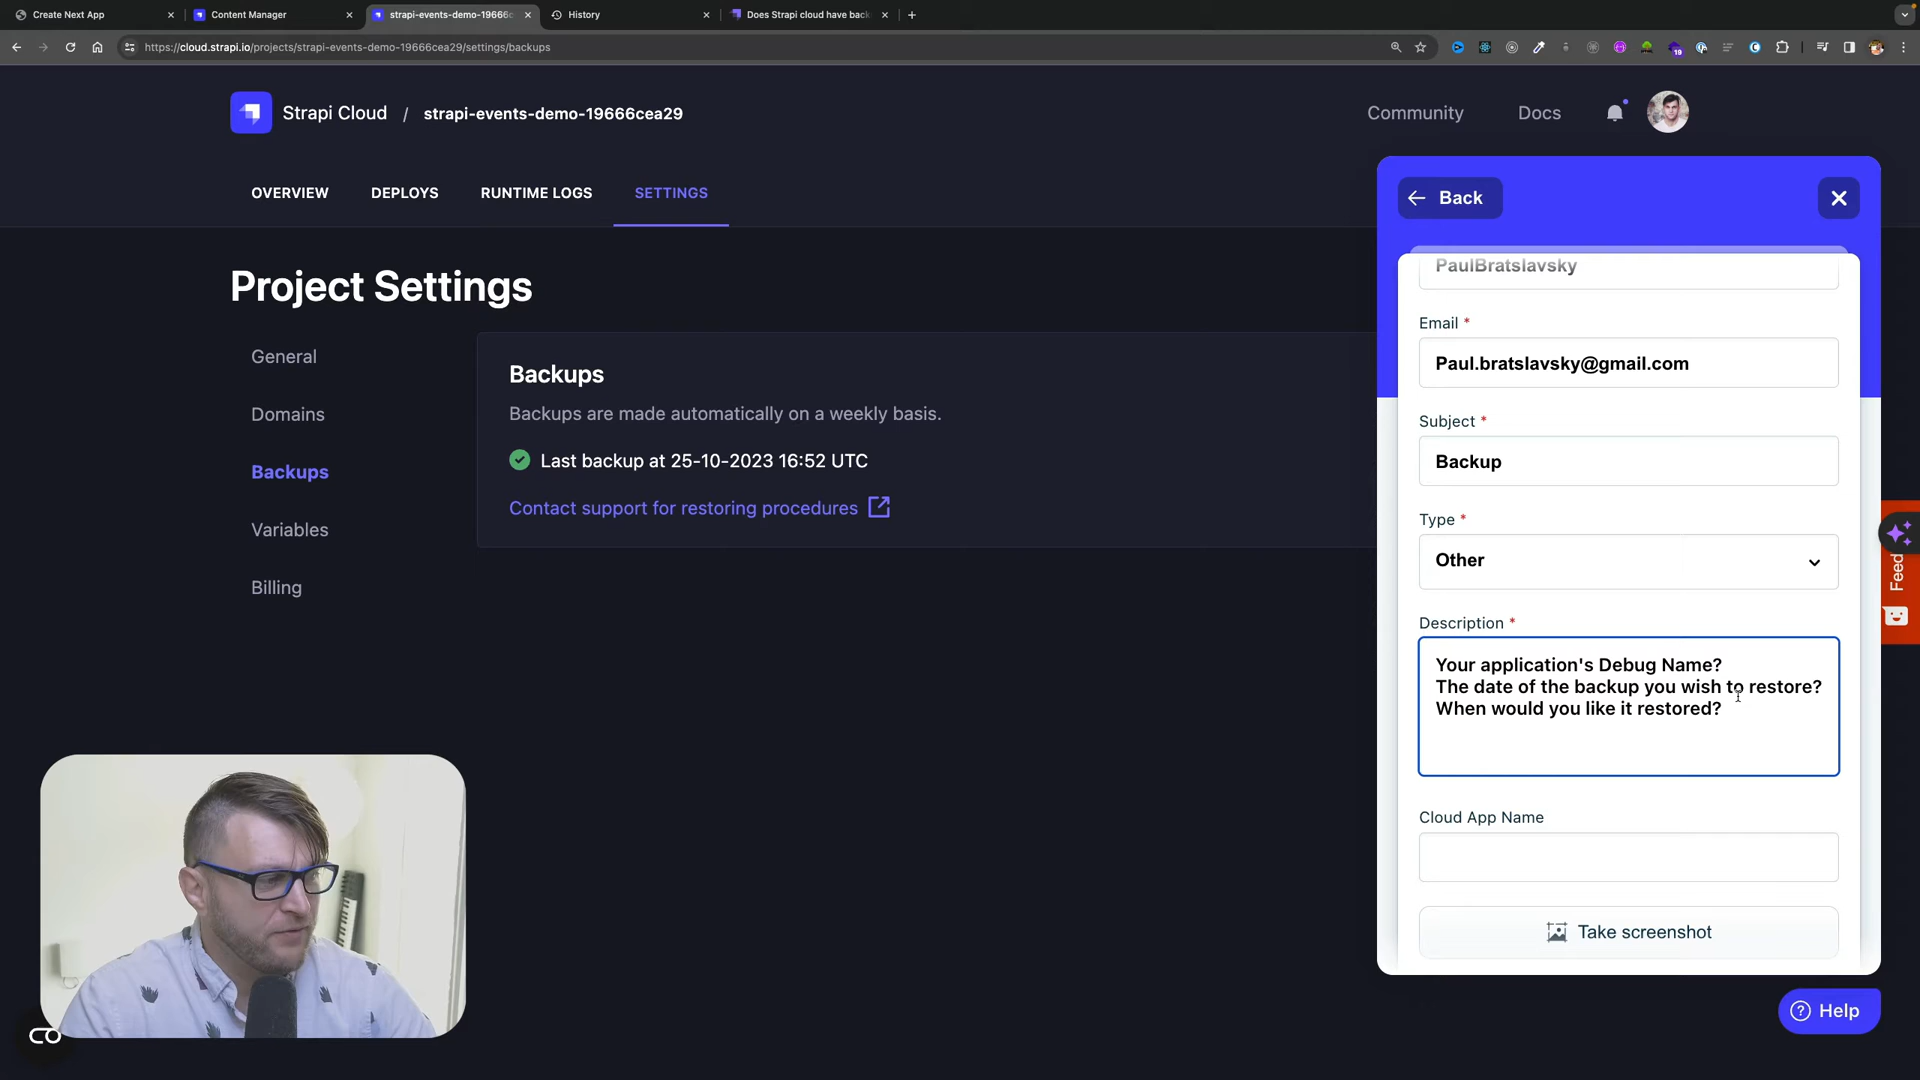 Create Next App
Content Manager
strapi-events-demo-19666c
History
Does Strapi cloud have back
https://cloud.strapi.io/projects/strapi-events-demo-19666cea29/settings/backups
19
Strapi Cloud / strapi-events-demo-19666cea29
Community
Docs
OVERVIEW
DEPLOYS
RUNTIME LOGS
SETTINGS
Project Settings
General
Domains
Backups
Variables
Billing
Backups
Backups are made automatically on a weekly basis.
Last backup at 25-10-2023 16:52 UTC
Contact support for restoring procedures
Back
PaulBratslavsky
Email *
Paul.bratslavsky@gmail.com
Subject *
Backup
Type *
Other
Description *
Your application's Debug Name?
The date of the backup you wish to restore?
When would you like it restored?
Cloud App Name
Take screenshot
Feed
Help